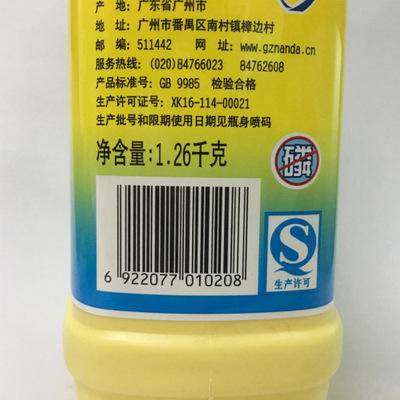 产 地: 广东省广州市
地 址: 广州市番禺区南村镇樟边村
邮 编: 511442 网 址: www.gznanda.cn
服务热线: (020)84766023 84762608
产品标准号: GB 9985 检验合格
生产许可证号: XK16-114-00021
生产批号和限期使用日期见瓶身喷码
净含量:1.26千克
磷
6 922077 010208
生产许可